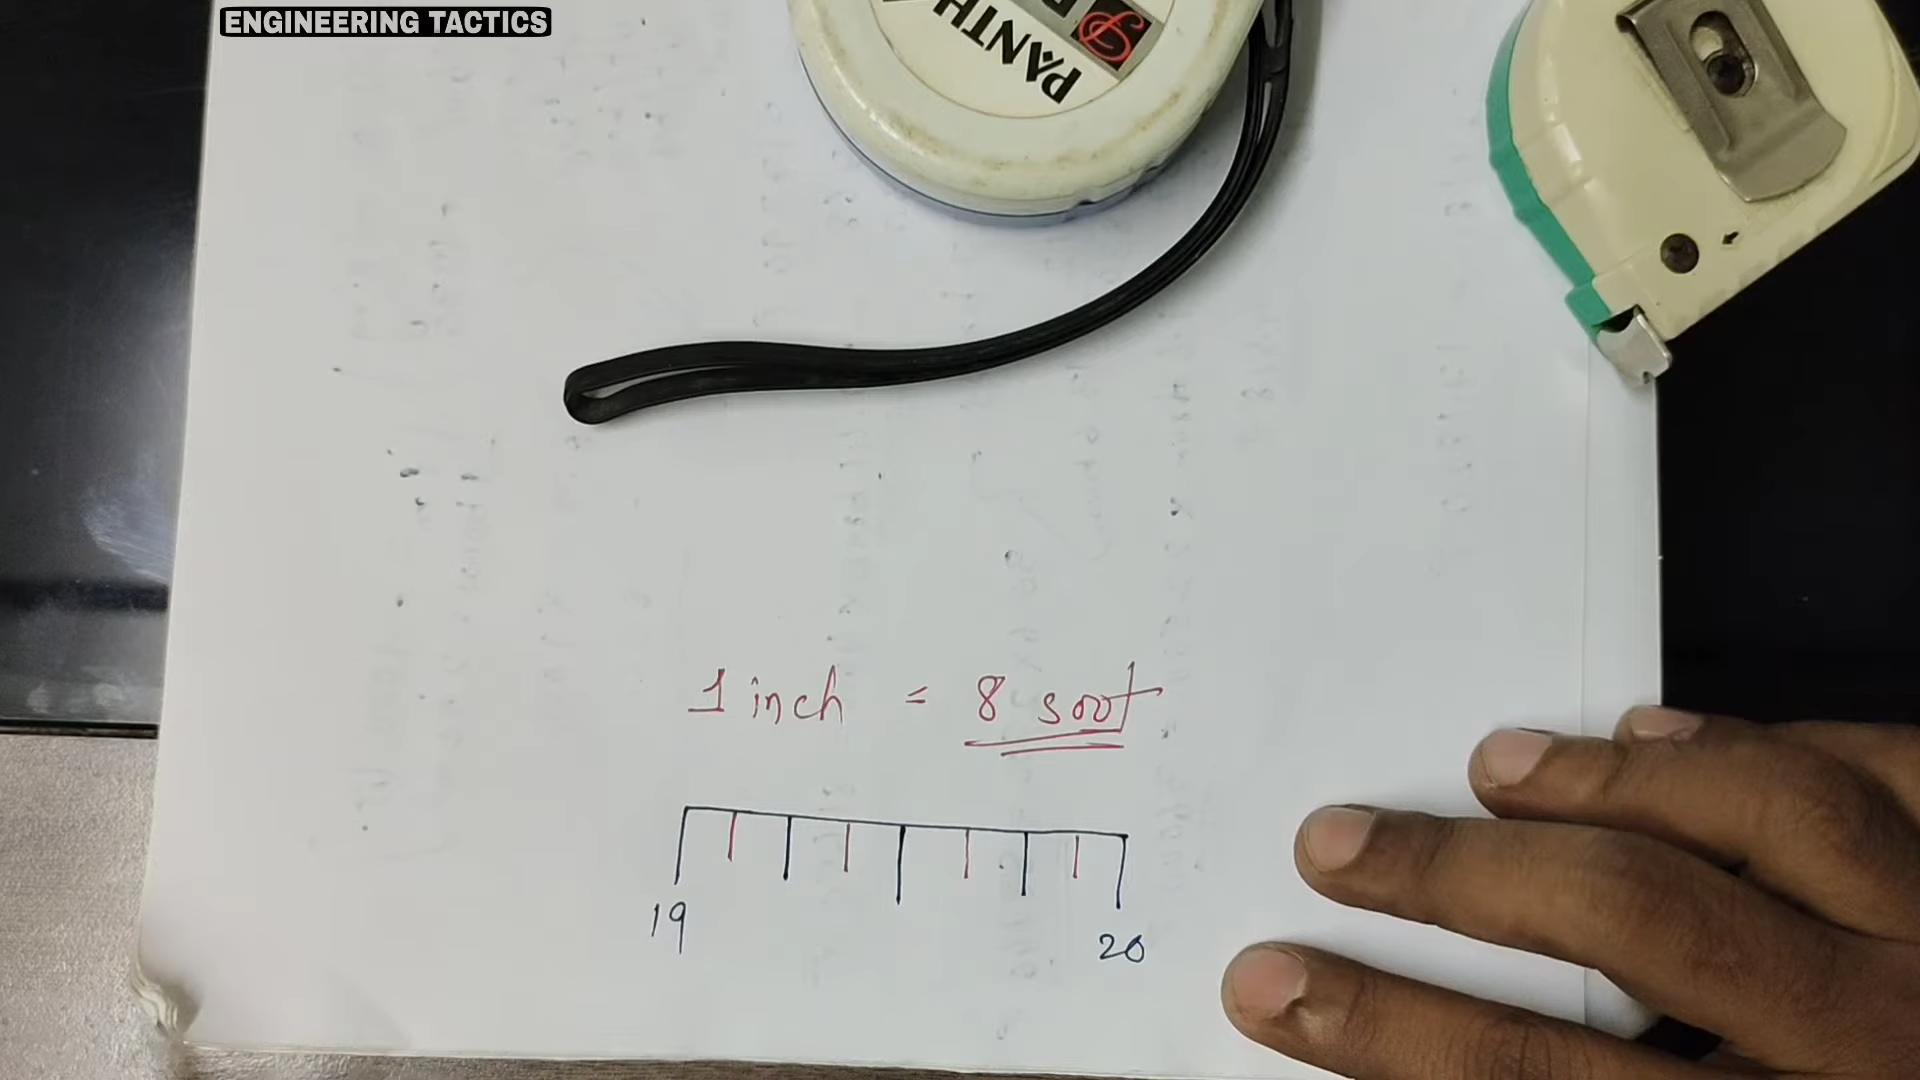 ENGINEERING TACTICS
PANTH
1 inch = 8 soot
19
20